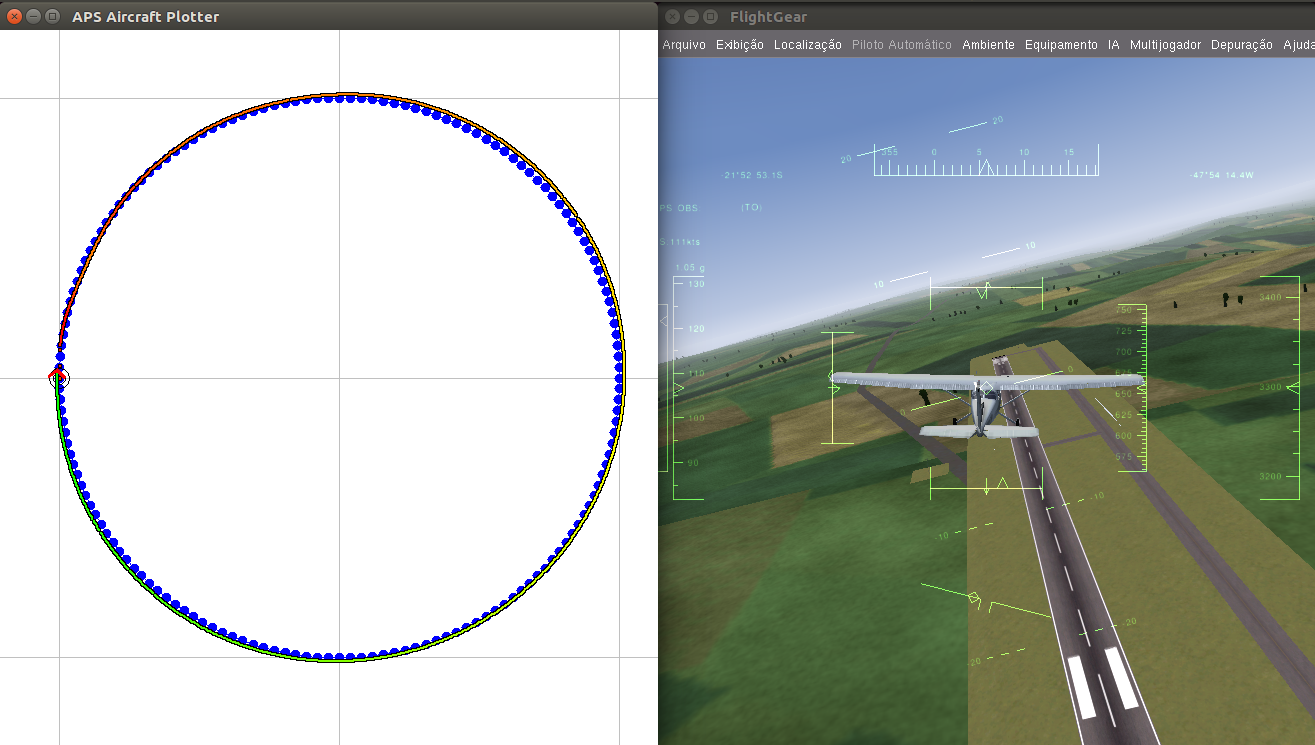 APS Aircraft Plotter
FlightGear
Arquivo Exibição Localização Piloto Automático Ambiente Equipamento IA Multijogador Depuração Ajuda
20
20
355 0 5 10 15
-21°52 53.1S
-47°54 14.4W
PS OBS: (TO)
5.111kts
1.05 g
10
10
130
120
110
100
90
750
725
700
675
650
625
600
575
3400
3300
3200
0
0
-10
-10
-20
-20